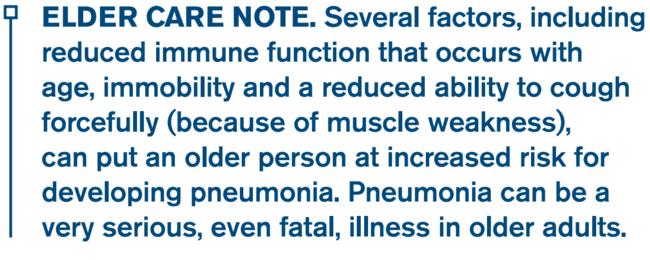 ELDER CARE NOTE. Several factors, including
reduced immune function that occurs with
age, immobility and a reduced ability to cough
forcefully (because of muscle weakness),
can put an older person at increased risk for
developing pneumonia. Pneumonia can be a
very serious, even fatal, illness in older adults.